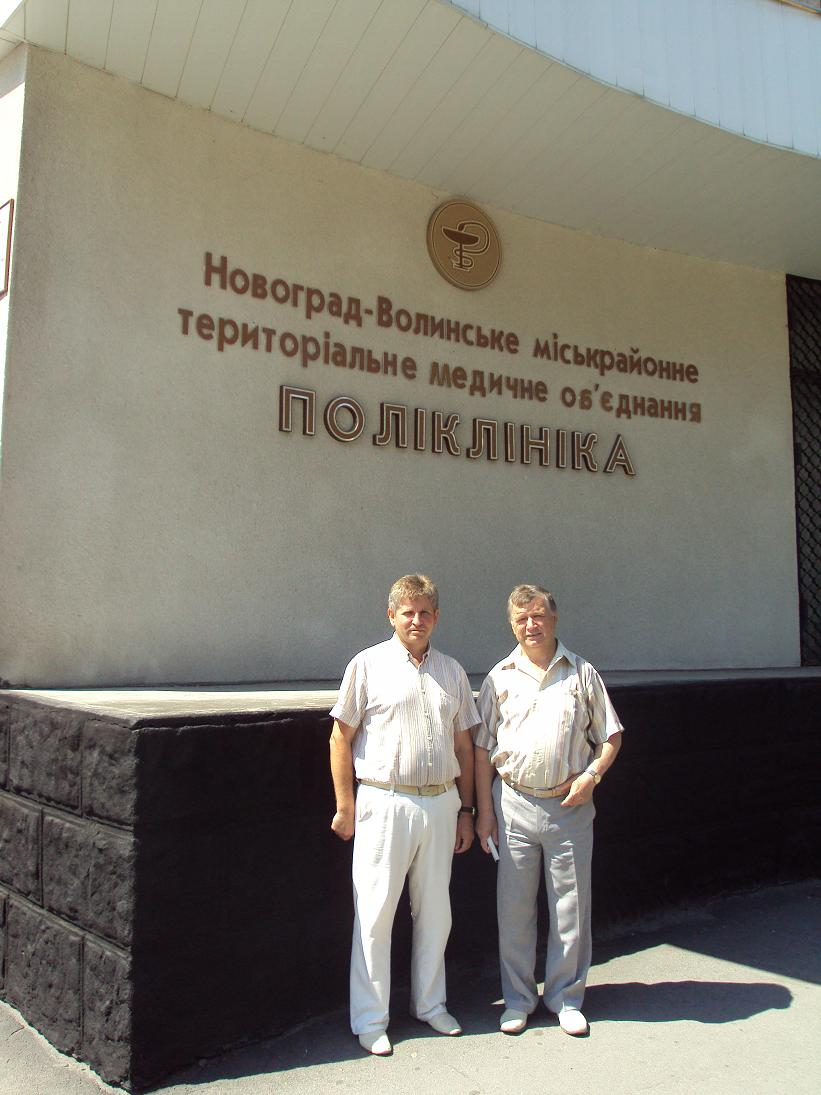 Новоград-Волинське міськрайонне
територіальне медичне об'єднання
ПОЛІКЛІНІКА